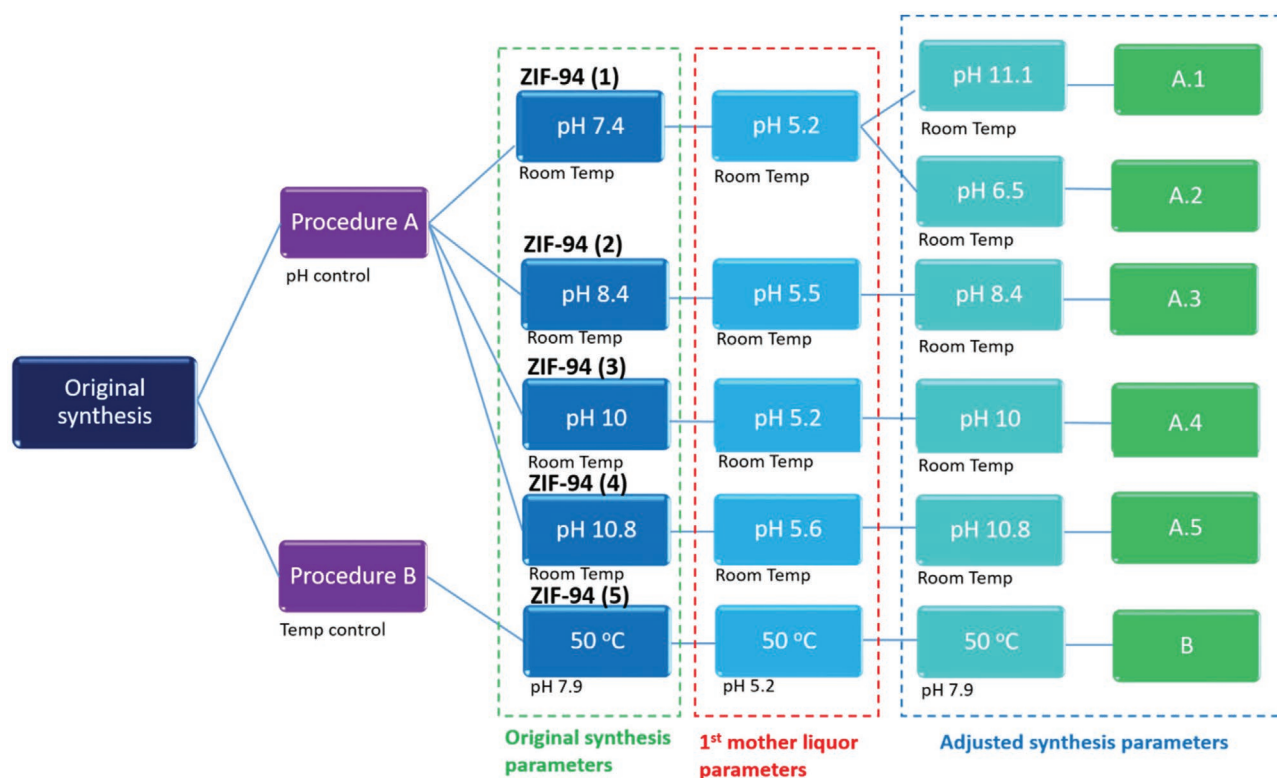 Original
synthesis
Procedure A
pH control
Procedure B
Temp control
ZIF-94 (1)
pH 7.4
Room Temp
pH 5.2
Room Temp
pH 11.1
Room Temp
A.1
pH 6.5
Room Temp
A.2
ZIF-94 (2)
pH 8.4
Room Temp
pH 5.5
Room Temp
pH 8.4
Room Temp
A.3
ZIF-94 (3)
pH 10
Room Temp
pH 5.2
Room Temp
pH 10
Room Temp
A.4
ZIF-94 (4)
pH 10.8
Room Temp
pH 5.6
Room Temp
pH 10.8
Room Temp
A.5
ZIF-94 (5)
50 °C
pH 7.9
50 °C
pH 5.2
50 °C
pH 7.9
B
Original synthesis
parameters
1st mother liquor
parameters
Adjusted synthesis parameters